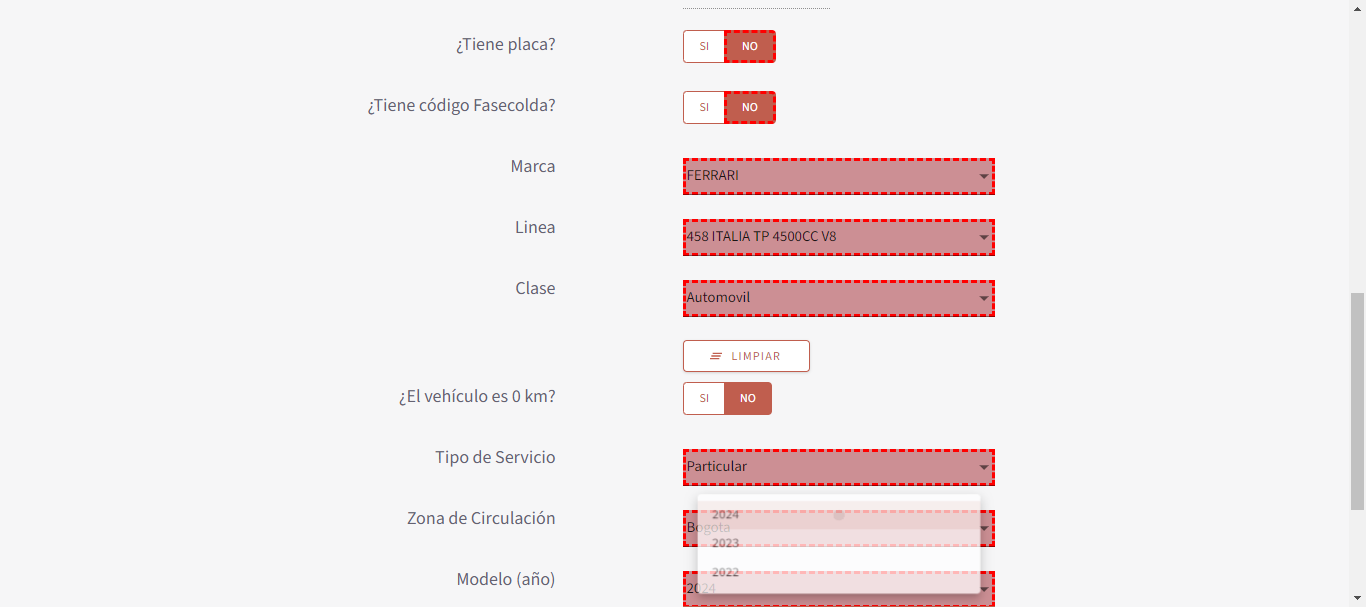 ¿Tiene placa? SI NO
¿Tiene código Fasecolda? SI NO
Marca FERRARI
Linea 458 ITALIA TP 4500CC V8
Clase Automovil
LIMPIAR
¿El vehículo es 0 km? SI NO
Tipo de Servicio Particular
2024
Zona de Circulación Bogota
2023
2022
Modelo (año) 2024